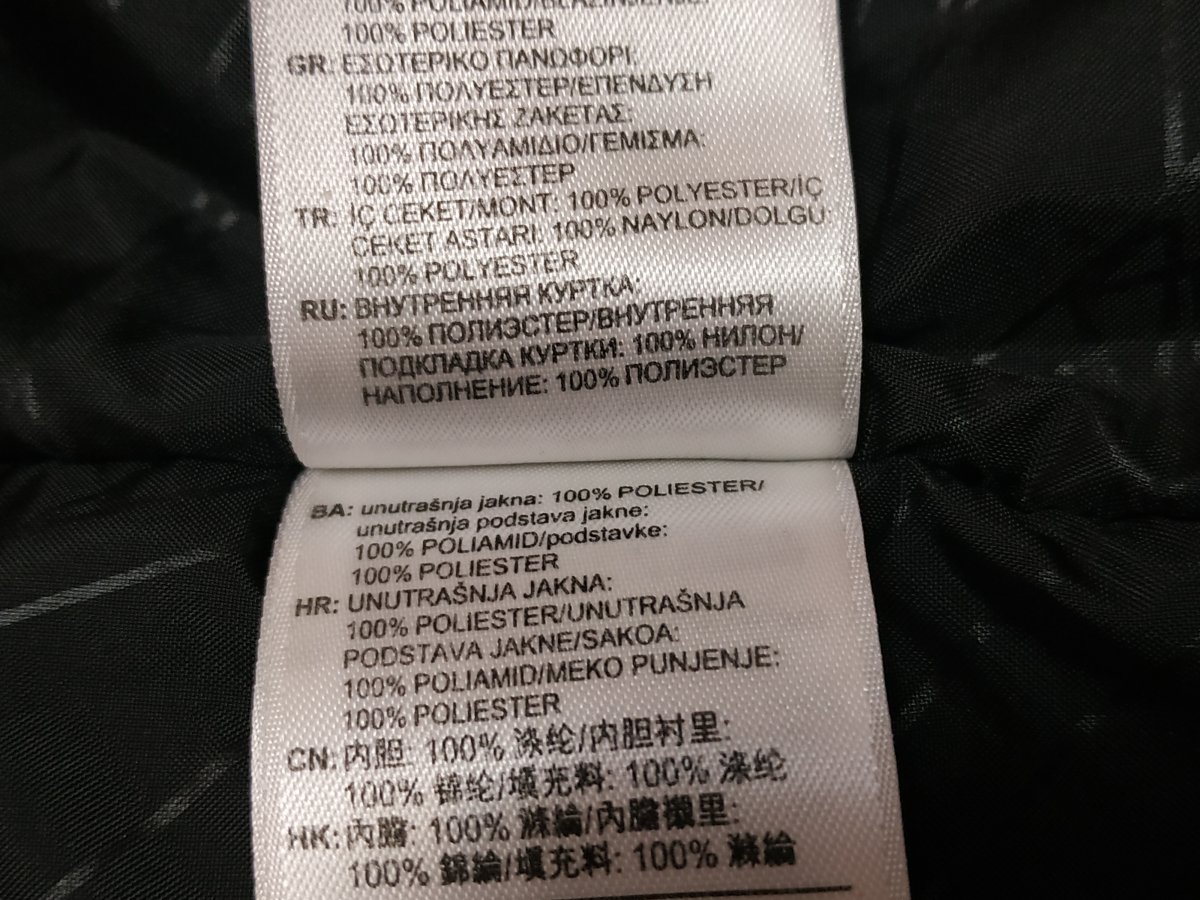 100% POLIAMID/BLAZINJENJE:
100% POLIESTER
GR: ΕΣΩΤΕΡΙΚΟ ΠΑΝΟΦΟΡΙ:
100% ΠΟΛΥΕΣΤΕΡ/ΕΠΕΝΔΥΣΗ
ΕΣΩΤΕΡΙΚΗΣ ΖΑΚΕΤΑΣ:
100% ΠΟΛΥΑΜΙΔΙΟ/ΓΕΜΙΣΜΑ:
100% ΠΟΛΥΕΣΤΕΡ
TR: İÇ CEKET/MONT: 100% POLYESTER/İÇ
CEKET ASTARI: 100% NAYLON/DOLGU:
100% POLYESTER
RU: ВНУТРЕННЯЯ КУРТКА:
100% ПОЛИЭСТЕР/ВНУТРЕННЯЯ
ПОДКЛАДКА КУРТКИ: 100% НИЛОН/
НАПОЛНЕНИЕ: 100% ПОЛИЭСТЕР
BA: unutrašnja jakna: 100% POLIESTER/
unutrašnja podstava jakne:
100% POLIAMID/podstavke:
100% POLIESTER
HR: UNUTRAŠNJA JAKNA:
100% POLIESTER/UNUTRAŠNJA
PODSTAVA JAKNE/SAKOA:
100% POLIAMID/MEKO PUNJENJE:
100% POLIESTER
CN: 内胆: 100% 涤纶/内胆衬里:
100% 锦纶/填充料: 100% 涤纶
HK: 內膽: 100% 滌綸/內膽襯里:
100% 錦綸/填充料: 100% 滌綸